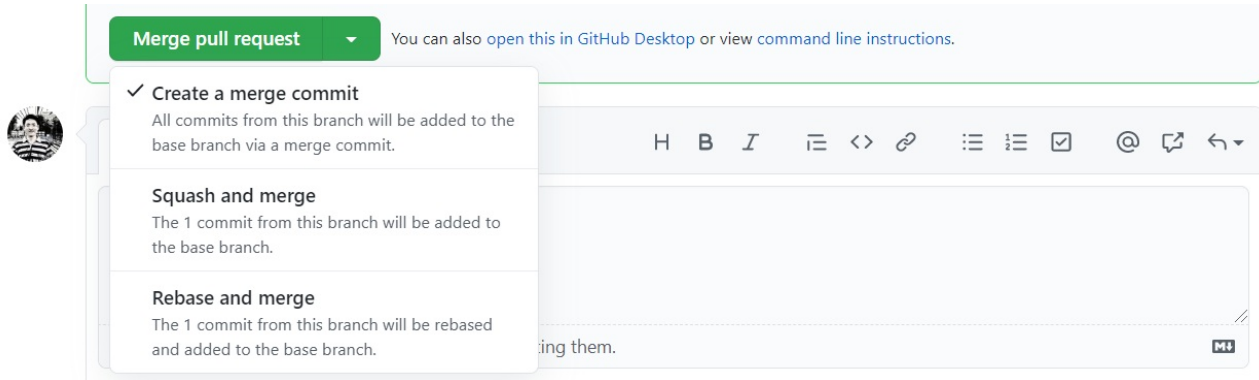 Merge pull request
You can also open this in GitHub Desktop or view command line instructions.
Create a merge commit
All commits from this branch will be added to the
base branch via a merge commit.
Squash and merge
The 1 commit from this branch will be added to
the base branch.
Rebase and merge
The 1 commit from this branch will be rebased
and added to the base branch.
ing them.